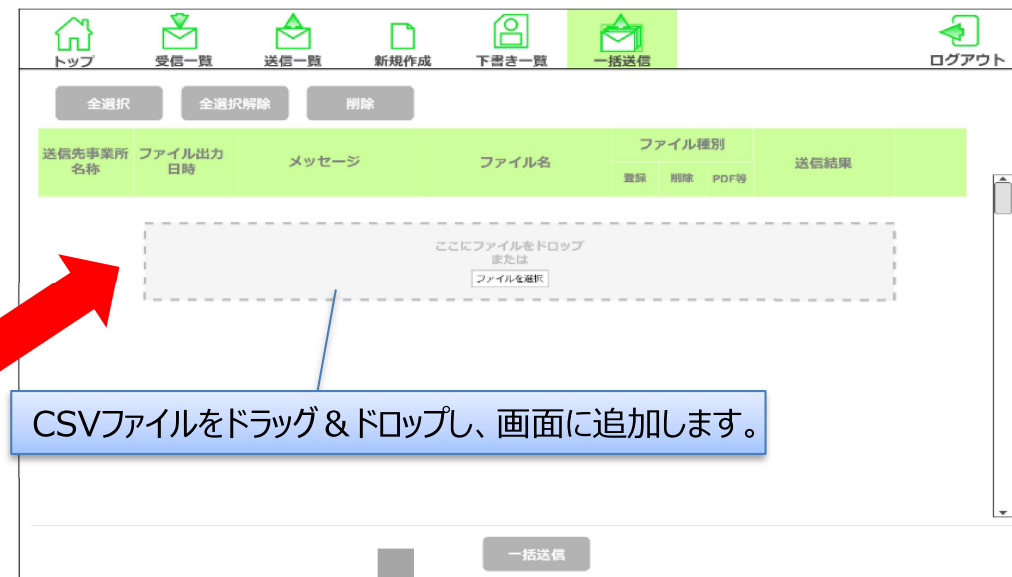 トップ
受信一覧
送信一覧
新規作成
下書き一覧
一括送信
ログアウト
全選択
全選択解除
削除
送信先事業所
名称
ファイル出力
日時
メッセージ
ファイル名
ファイル種別
登録
削除
PDF等
送信結果
ここにファイルをドロップ
または
ファイルを選択
CSVファイルをドラッグ＆ドロップし、画面に追加します。
一括送信